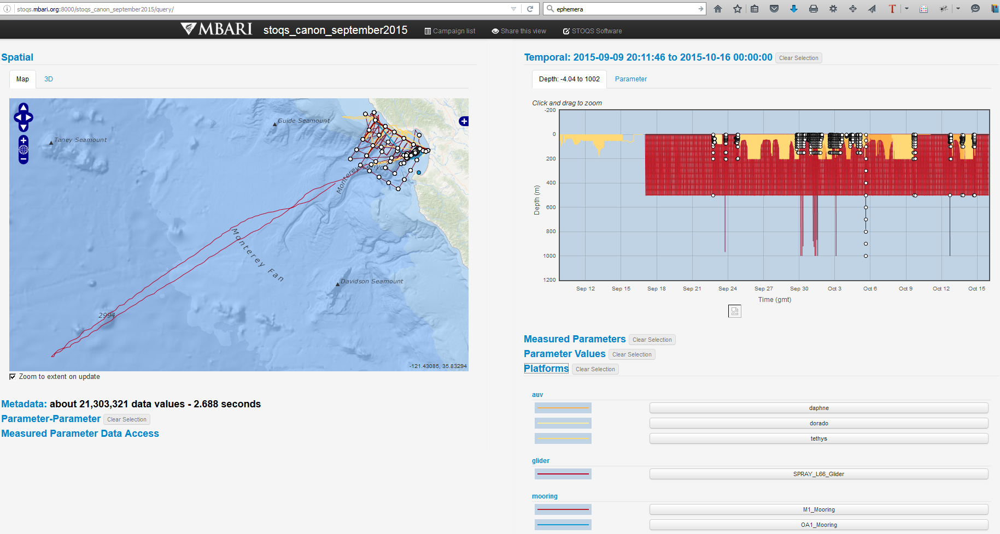 stoqs.mbari.org:8000/stoqs_canon_september2015/query/
ephemera
MBARI
stoqs_canon_september2015
Campaign list
Share this view
STOQS Software
Spatial
Map
3D
Guide Seamount
Taney Seamount
Monterey Canyon
Monterey Fan
Davidson Seamount
2994
-121.43085, 35.83294
Zoom to extent on update
Metadata: about 21,303,321 data values - 2.688 seconds
Parameter-Parameter Clear Selection
Measured Parameter Data Access
Temporal: 2015-09-09 20:11:46 to 2015-10-16 00:00:00 Clear Selection
Depth: -4.04 to 1002
Parameter
Click and drag to zoom
-200
0
200
400
600
800
1000
1200
Depth (m)
Sep 12 Sep 15 Sep 18 Sep 21 Sep 24 Sep 27 Sep 30 Oct 3 Oct 6 Oct 9 Oct 12 Oct 15
Time (gmt)
Measured Parameters Clear Selection
Parameter Values Clear Selection
Platforms Clear Selection
auv
daphne
dorado
tethys
glider
SPRAY_L66_Glider
mooring
M1_Mooring
OA1_Mooring